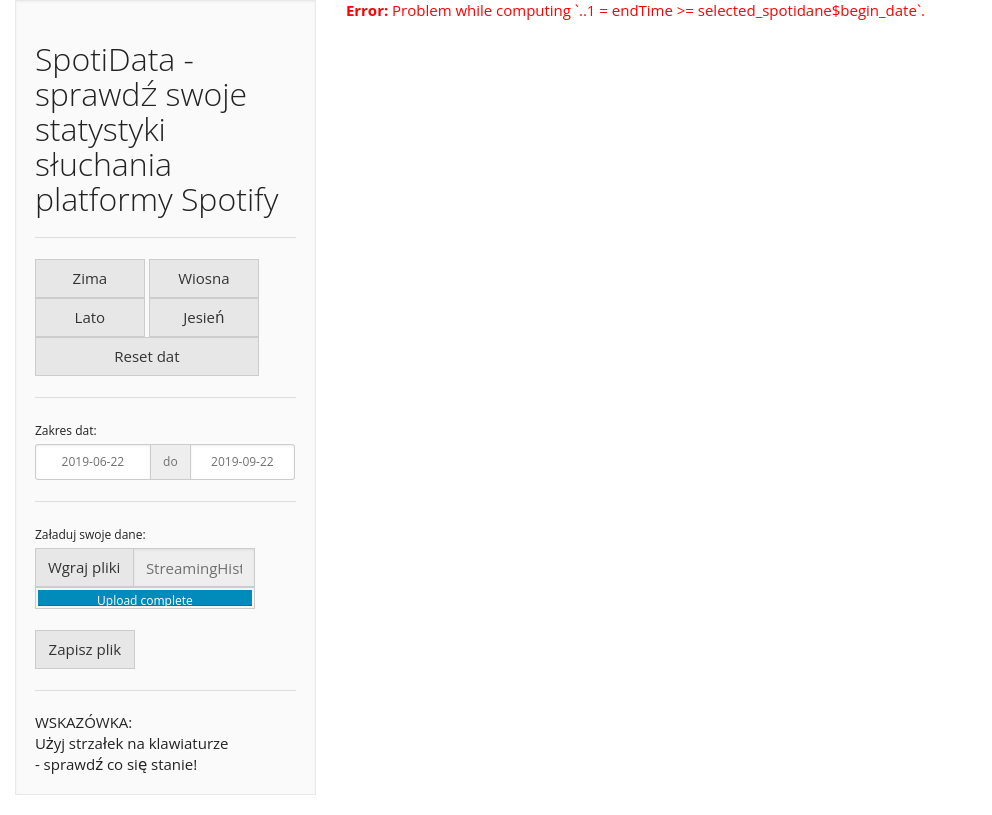 Error: Problem while computing `..1 = endTime >= selected_spotidane$begin_date`.
SpotiData -
sprawdź swoje
statystyki
słuchania
platformy Spotify
Zima Wiosna
Lato Jesień
Reset dat
Zakres dat:
2019-06-22 do 2019-09-22
Załaduj swoje dane:
Wgraj pliki StreamingHist
Upload complete
Zapisz plik
WSKAZÓWKA:
Użyj strzałek na klawiaturze
- sprawdź co się stanie!